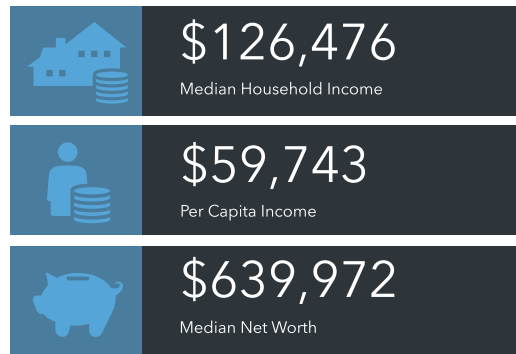 $126,476
Median Household Income
$59,743
Per Capita Income
$639,972
Median Net Worth